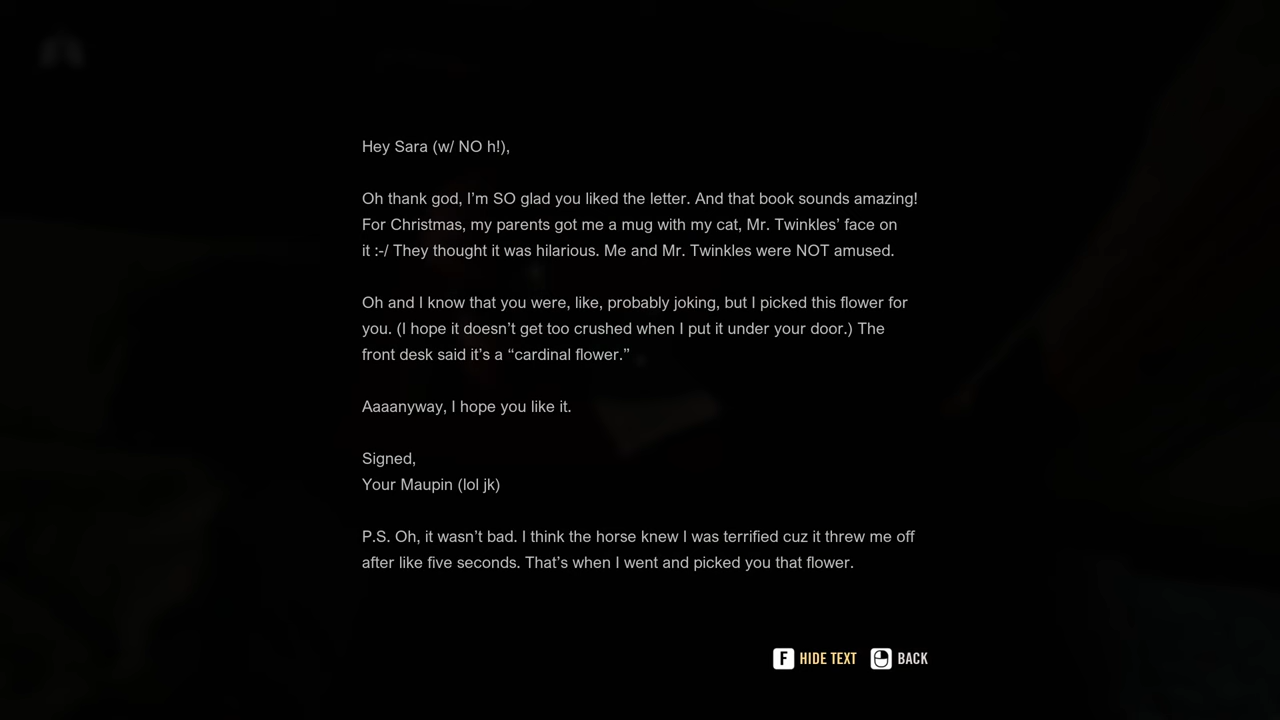 Hey Sara (w/ NO h!),
Oh thank god, I’m SO glad you liked the letter. And that book sounds amazing!
For Christmas, my parents got me a mug with my cat, Mr. Twinkles’ face on
it :-/ They thought it was hilarious. Me and Mr. Twinkles were NOT amused.
Oh and I know that you were, like, probably joking, but I picked this flower for
you. (I hope it doesn’t get too crushed when I put it under your door.) The
front desk said it’s a “cardinal flower.”
Aaaanyway, I hope you like it.
Signed,
Your Maupin (lol jk)
P.S. Oh, it wasn’t bad. I think the horse knew I was terrified cuz it threw me off
after like five seconds. That’s when I went and picked you that flower.
F HIDE TEXT BACK